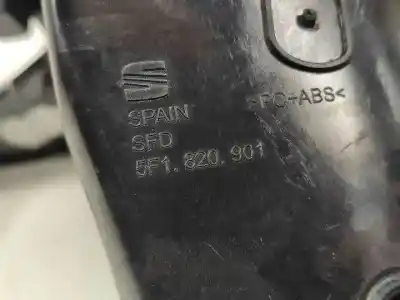 SPAIN
SFD
5F1. 820. 901
>PC+ABS<